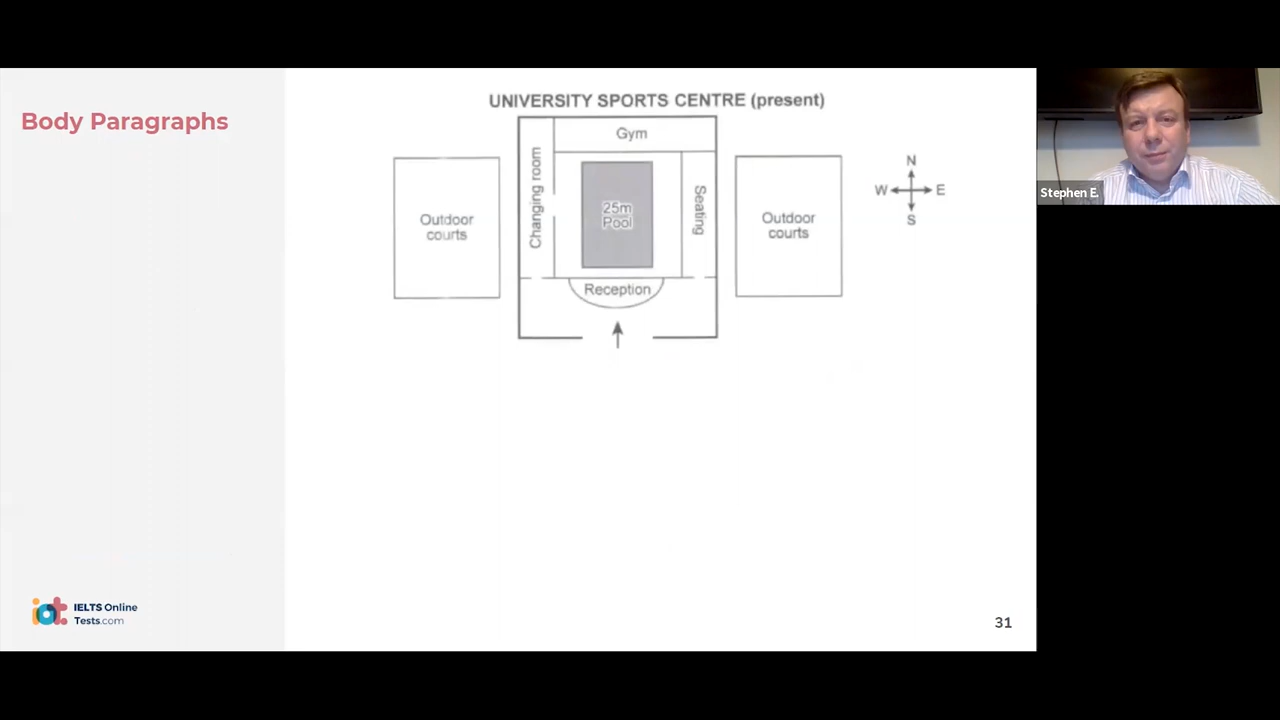 Body Paragraphs
UNIVERSITY SPORTS CENTRE (present)
Gym
Changing room
25m
Pool
Seating
Outdoor
courts
Outdoor
courts
Reception
N
W
E
S
Stephen E.
iot
IELTS Online
Tests.com
31